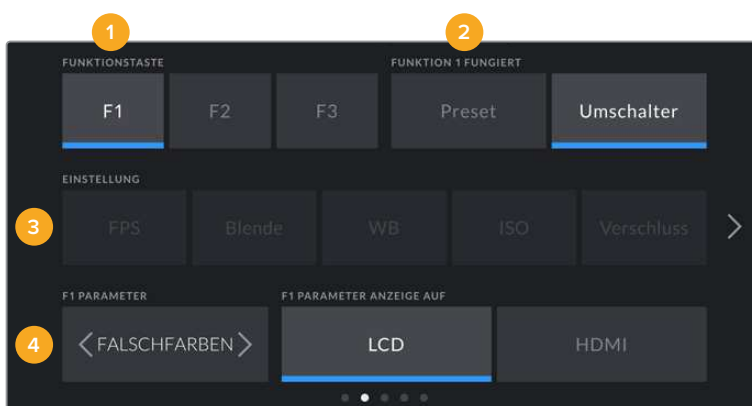 1
2
FUNKTIONSTASTE
FUNKTION 1 FUNGIERT
F1
F2
F3
Preset
Umschalter
EINSTELLUNG
3
FPS
Blende
WB
ISO
Verschluss
F1 PARAMETER
F1 PARAMETER ANZEIGE AUF
4
FALSCHFARBEN
LCD
HDMI